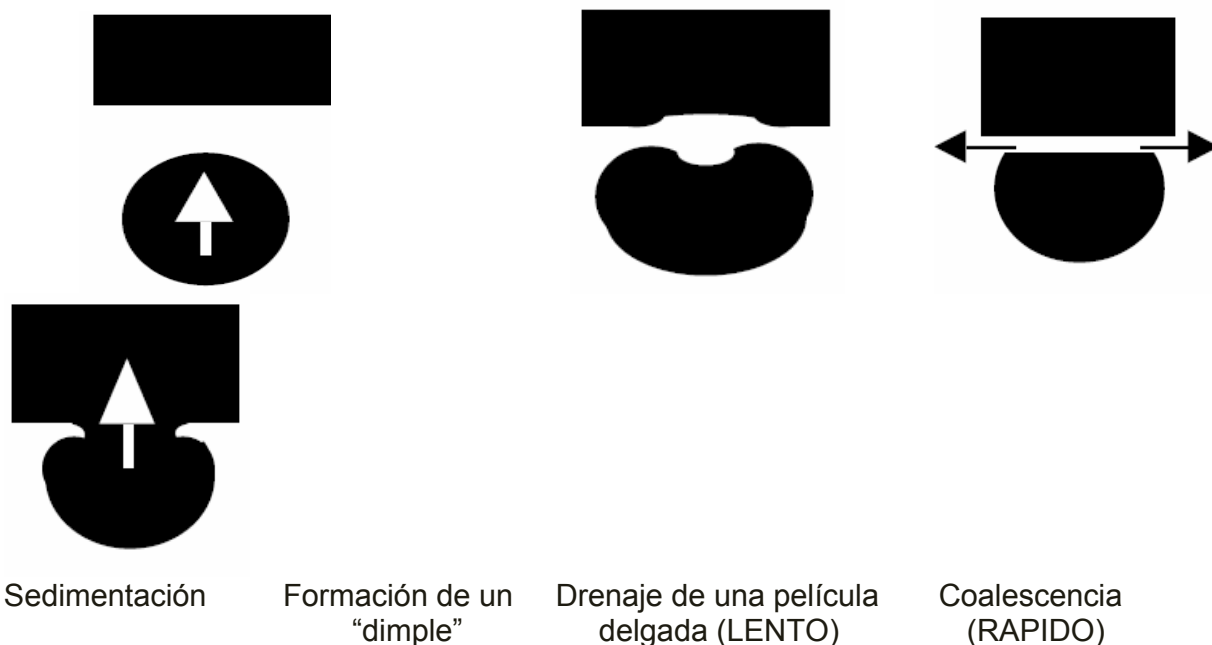 Sedimentación Formación de un Drenaje de una película Coalescencia
“dimple” delgada (LENTO) (RAPIDO)